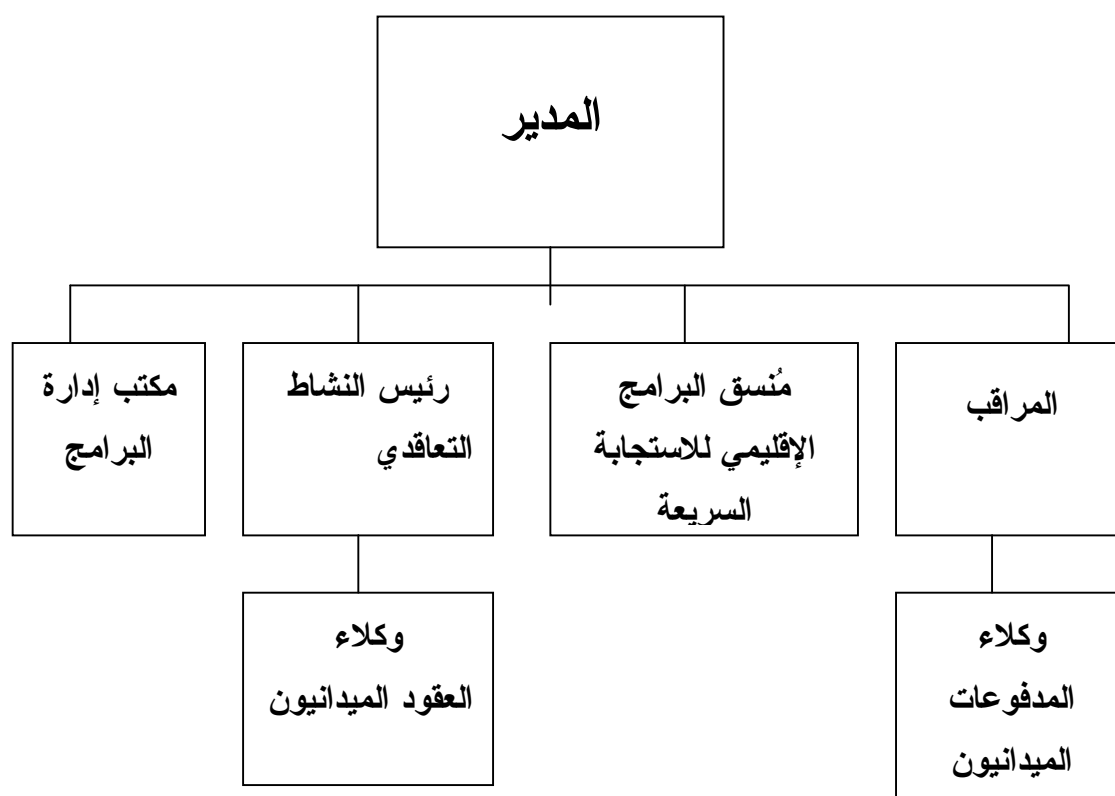 المدير
المراقب
مُنسق البرامج
الإقليمي للاستجابة
السريعة
رئيس النشاط
التعاقدي
مكتب إدارة
البرامج
وكلاء
المدفوعات
الميدانيون
وكلاء
العقود الميدانيون